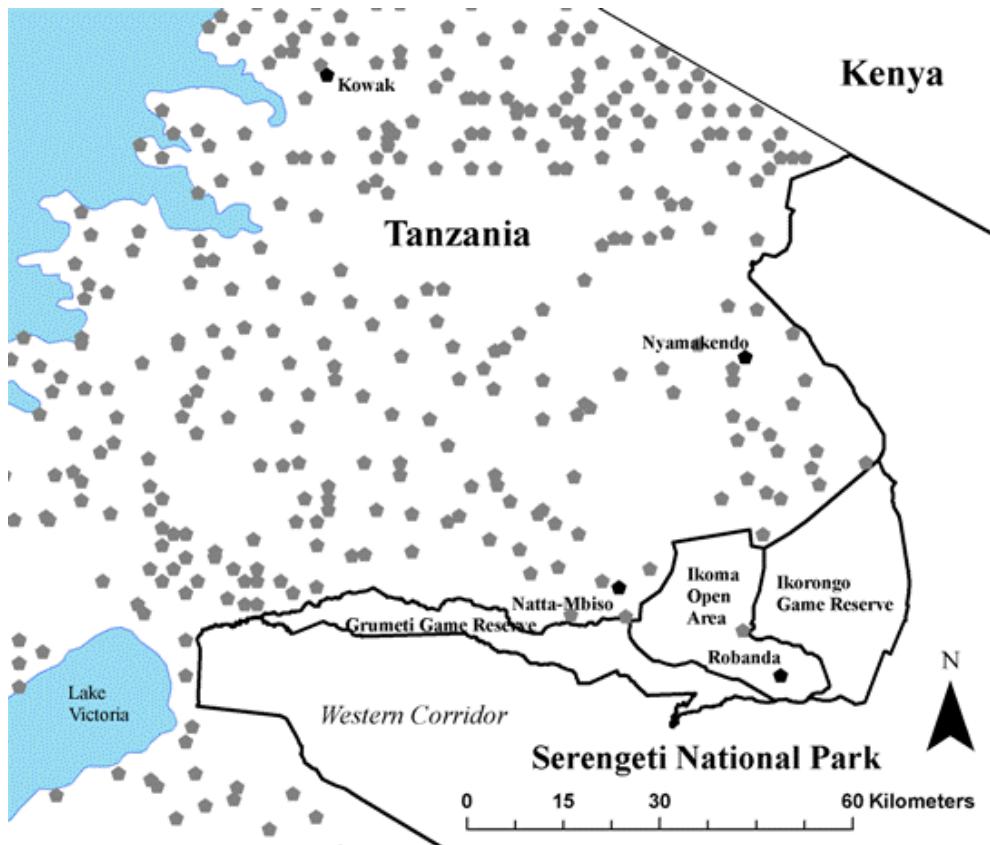 Kenya
Kowak
Tanzania
Nyamakendo
Ikoma
Open
Area
Ikorongo
Game Reserve
Natta-Mbiso
Grumeti Game Reserve
Robanda
N
Lake
Victoria
Western Corridor
Serengeti National Park
0 15 30 60 Kilometers